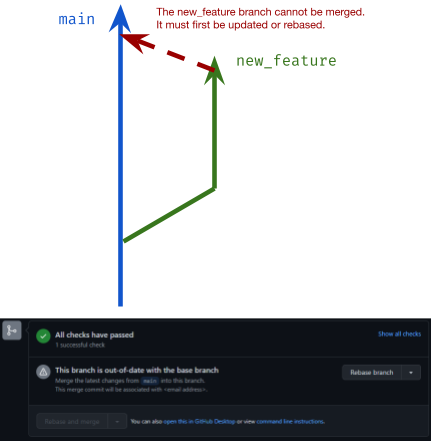 The new_feature branch cannot be merged.
main
It must first be updated or rebased.
new_feature
All checks have passed
Show all checks
1 successful check
This branch is out-of-date with the base branch
Rebase branch
Merge the latest changes from main into this branch.
This merge commit will be associated with <email address>.
Rebase and merge
You can also open this in GitHub Desktop or view command line instructions.